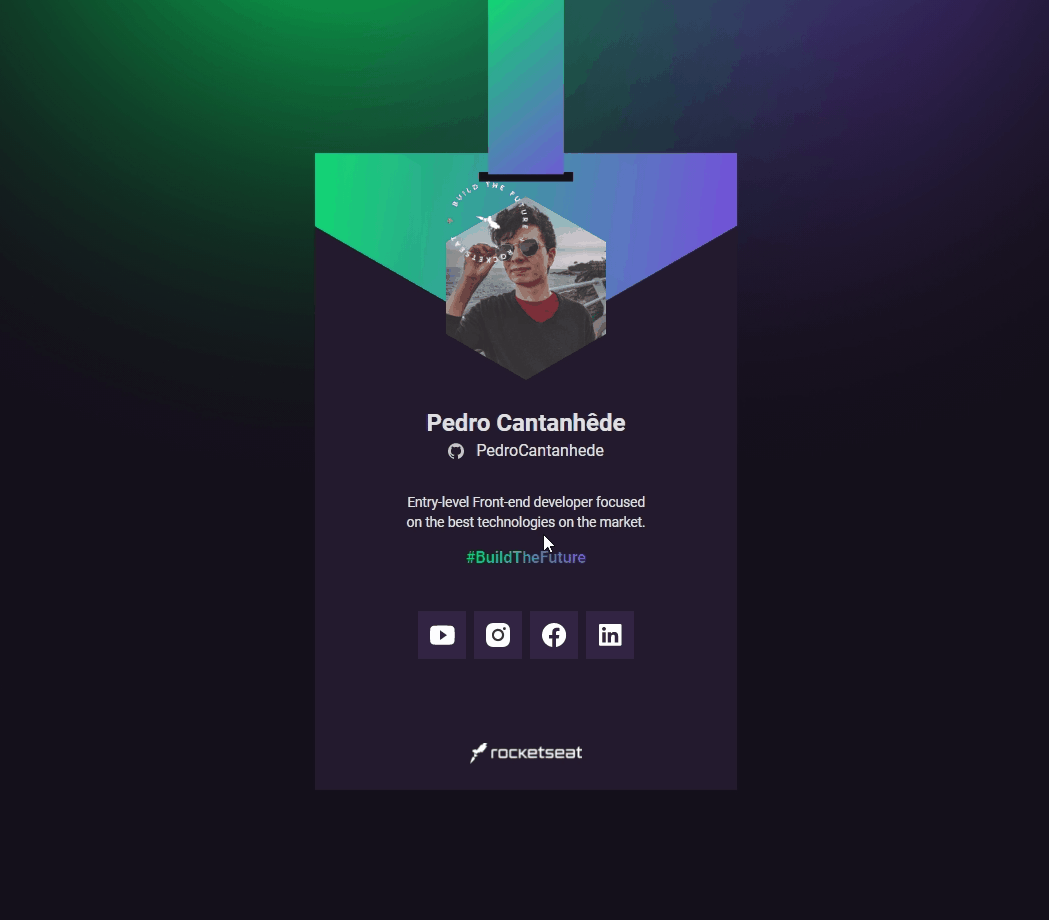 BUILD THE FUTURE
ROCKETSEAT
Pedro Cantanhêde
PedroCantanhede
Entry-level Front-end developer focused
on the best technologies on the market.
#BuildTheFuture
in
rocketseat